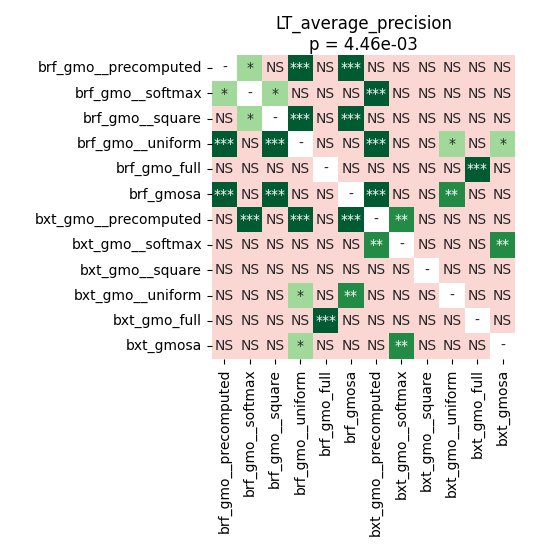 LT_average_precision
p = 4.46e-03
brf_gmo__precomputed - * NS *** NS *** NS NS NS NS NS NS
brf_gmo__softmax * - * NS NS NS *** NS NS NS NS NS
brf_gmo__square NS * - *** NS *** NS NS NS NS NS NS
brf_gmo__uniform *** NS *** - NS NS *** NS NS * NS *
brf_gmo_full NS NS NS NS - NS NS NS NS NS *** NS
brf_gmosa *** NS *** NS NS - *** NS NS ** NS NS
bxt_gmo__precomputed NS *** NS *** NS *** - ** NS NS NS NS
bxt_gmo__softmax NS NS NS NS NS NS ** - NS NS NS **
bxt_gmo__square NS NS NS NS NS NS NS NS - NS NS NS
bxt_gmo__uniform NS NS NS * NS ** NS NS NS - NS NS
bxt_gmo_full NS NS NS NS *** NS NS NS NS NS - NS
bxt_gmosa NS NS NS * NS NS NS ** NS NS NS -
brf_gmo__precomputed
brf_gmo__softmax
brf_gmo__square
brf_gmo__uniform
brf_gmo_full
brf_gmosa
bxt_gmo__precomputed
bxt_gmo__softmax
bxt_gmo__square
bxt_gmo__uniform
bxt_gmo_full
bxt_gmosa